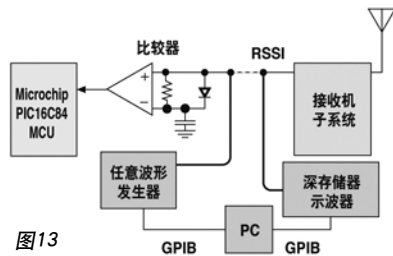 比较器
RSSI
Microchip
PIC16C84
MCU
+
−
接收机
子系统
任意波形
发生器
深存储器
示波器
PC
GPIB
GPIB
图13